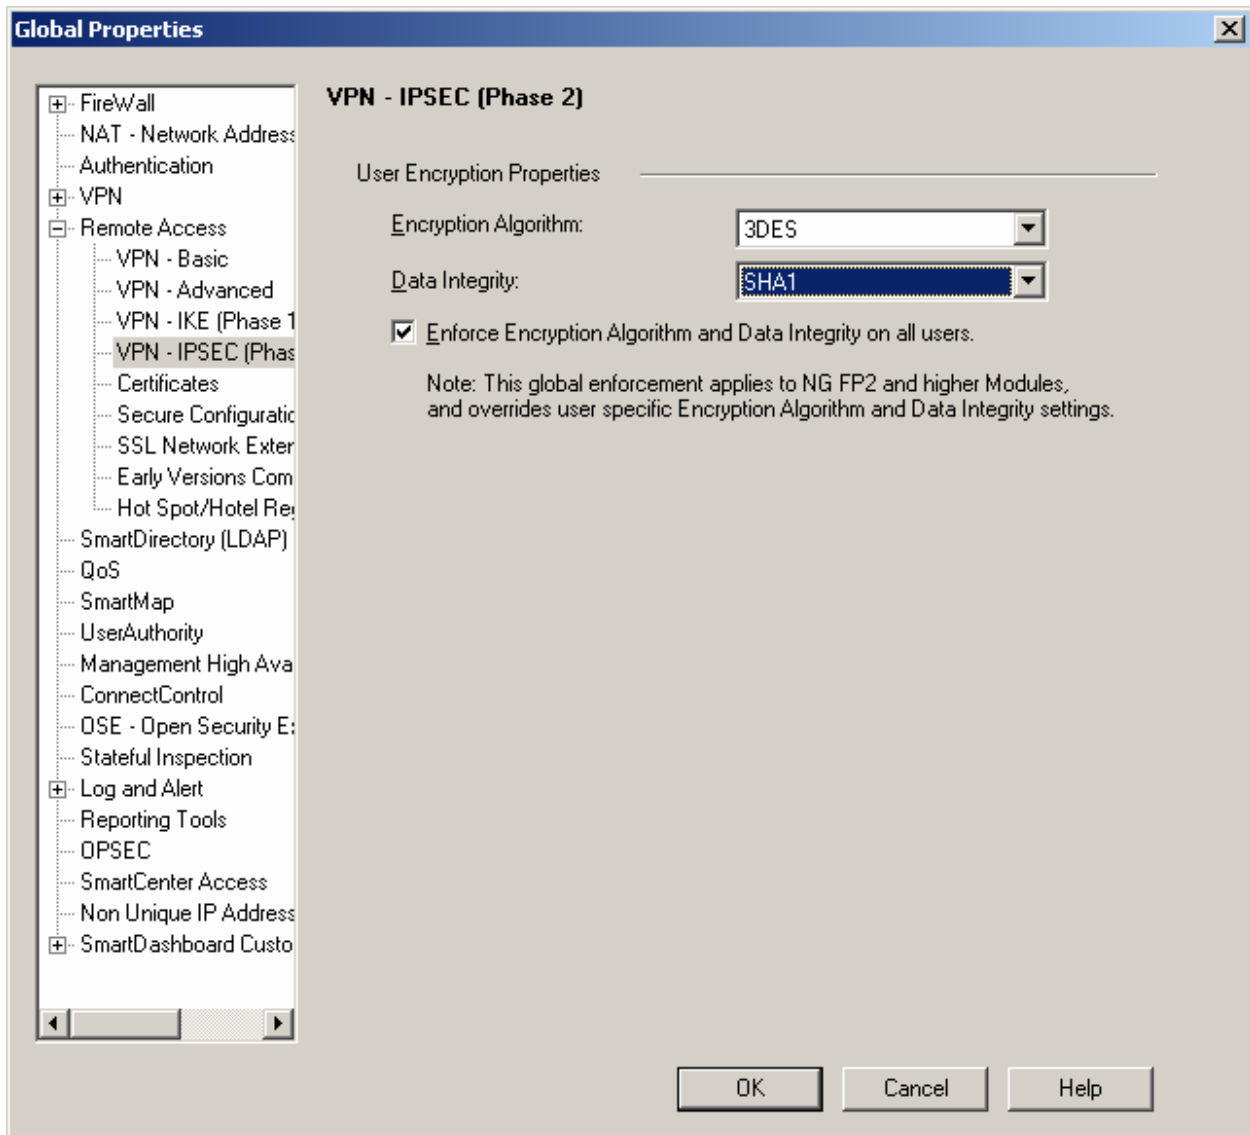 Global Properties
FireWall
NAT - Network Address
Authentication
VPN
Remote Access
VPN - Basic
VPN - Advanced
VPN - IKE (Phase 1
VPN - IPSEC (Phas
Certificates
Secure Configuratic
SSL Network Exter
Early Versions Com
Hot Spot/Hotel Reg
SmartDirectory (LDAP)
QoS
SmartMap
UserAuthority
Management High Ava
ConnectControl
OSE - Open Security E
Stateful Inspection
Log and Alert
Reporting Tools
OPSEC
SmartCenter Access
Non Unique IP Address
SmartDashboard Custo
VPN - IPSEC (Phase 2)
User Encryption Properties
Encryption Algorithm: 3DES
Data Integrity: SHA1
Enforce Encryption Algorithm and Data Integrity on all users.
Note: This global enforcement applies to NG FP2 and higher Modules,
and overrides user specific Encryption Algorithm and Data Integrity settings.
OK Cancel Help